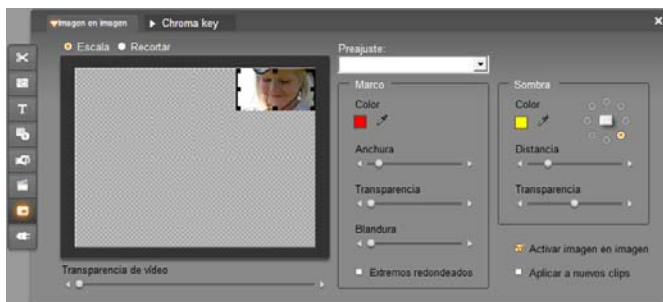 Imagen en imagen
Chroma key
Escala Recortar
Preajuste:
Marco
Color
Anchura
Transparencia
Blandura
Extremos redondeados
Sombra
Color
Distancia
Transparencia
Activar imagen en imagen
Aplicar a nuevos clips
Transparencia de vídeo